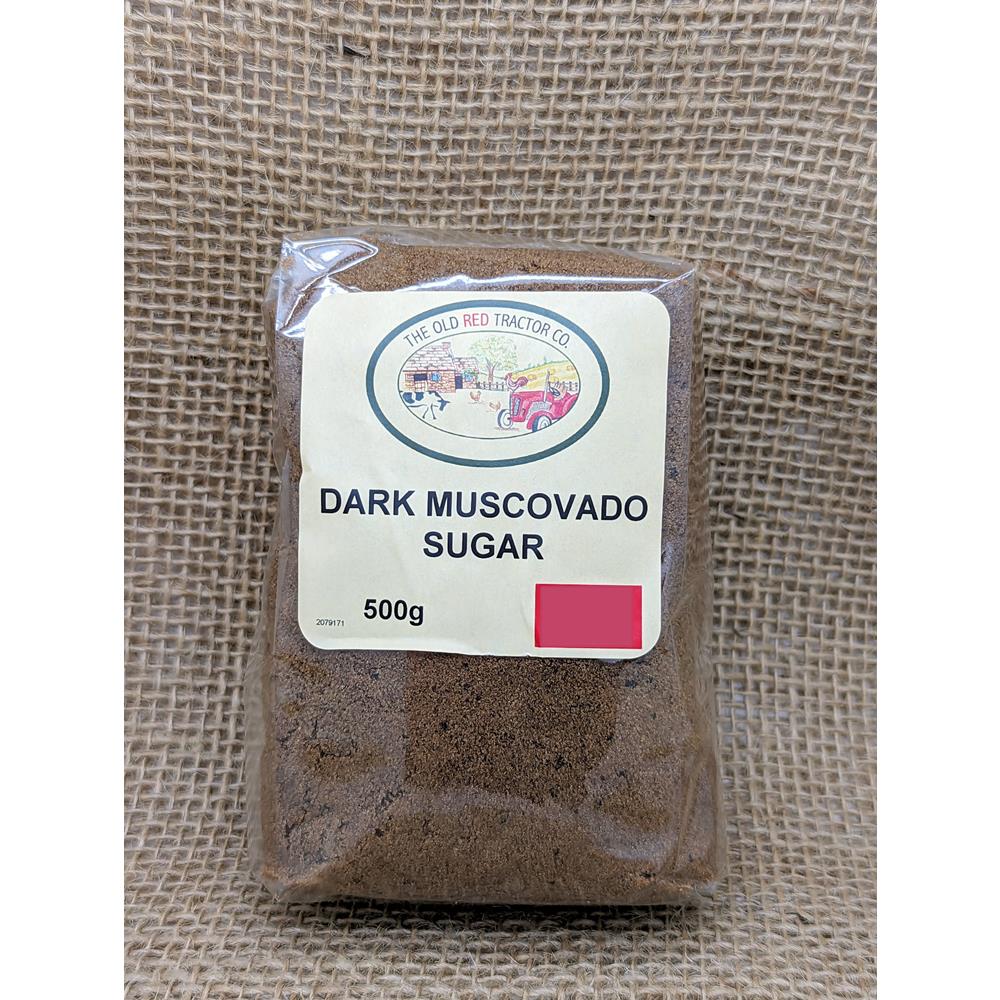 THE OLD RED TRACTOR CO.
DARK MUSCOVADO
SUGAR
500g
2079171